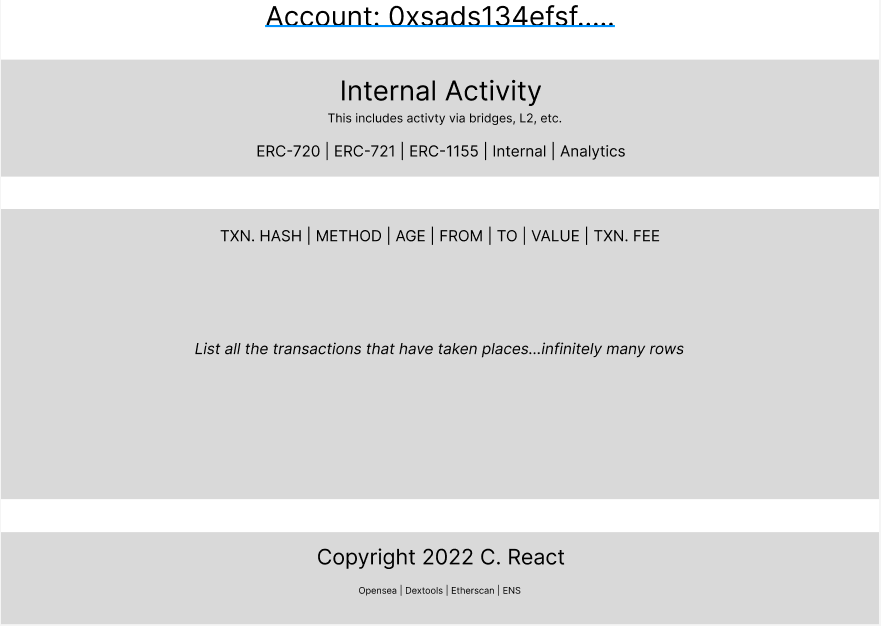 Account: 0xsads134efsf.....
Internal Activity
This includes activty via bridges, L2, etc.
ERC-720 | ERC-721 | ERC-1155 | Internal | Analytics
TXN. HASH | METHOD | AGE | FROM | TO | VALUE | TXN. FEE
List all the transactions that have taken places...infinitely many rows
Copyright 2022 C. React
Opensea | Dextools | Etherscan | ENS